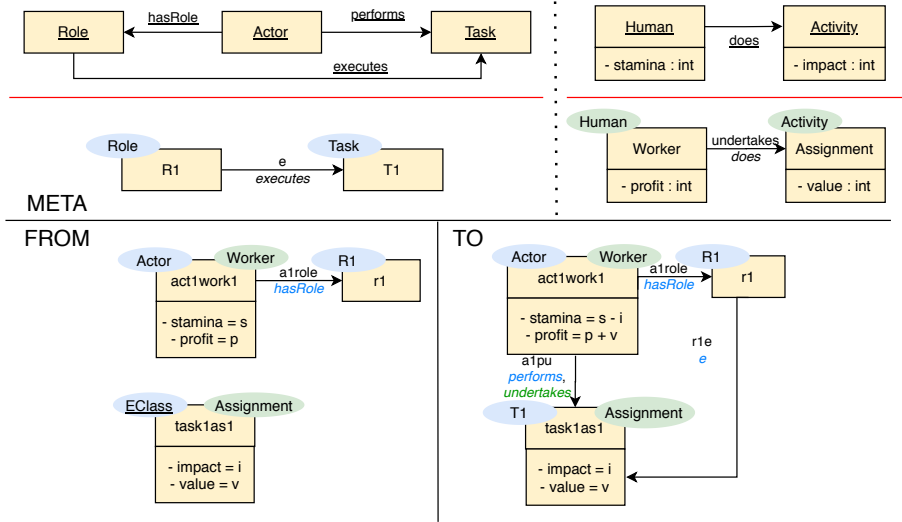 hasRole
performs
Role
Actor
Task
executes
Human
does
Activity
- stamina : int
- impact : int
Role
Task
R1
e
executes
T1
Human
Activity
Worker
undertakes
does
Assignment
- profit : int
- value : int
META
FROM
Actor
Worker
R1
a1role
hasRole
act1work1
r1
- stamina = s
- profit = p
EClass
Assignment
task1as1
- impact = i
- value = v
TO
Actor
Worker
R1
a1role
hasRole
act1work1
r1
- stamina = s - i
- profit = p + v
r1e
e
a1pu
performs,
undertakes
T1
Assignment
task1as1
- impact = i
- value = v